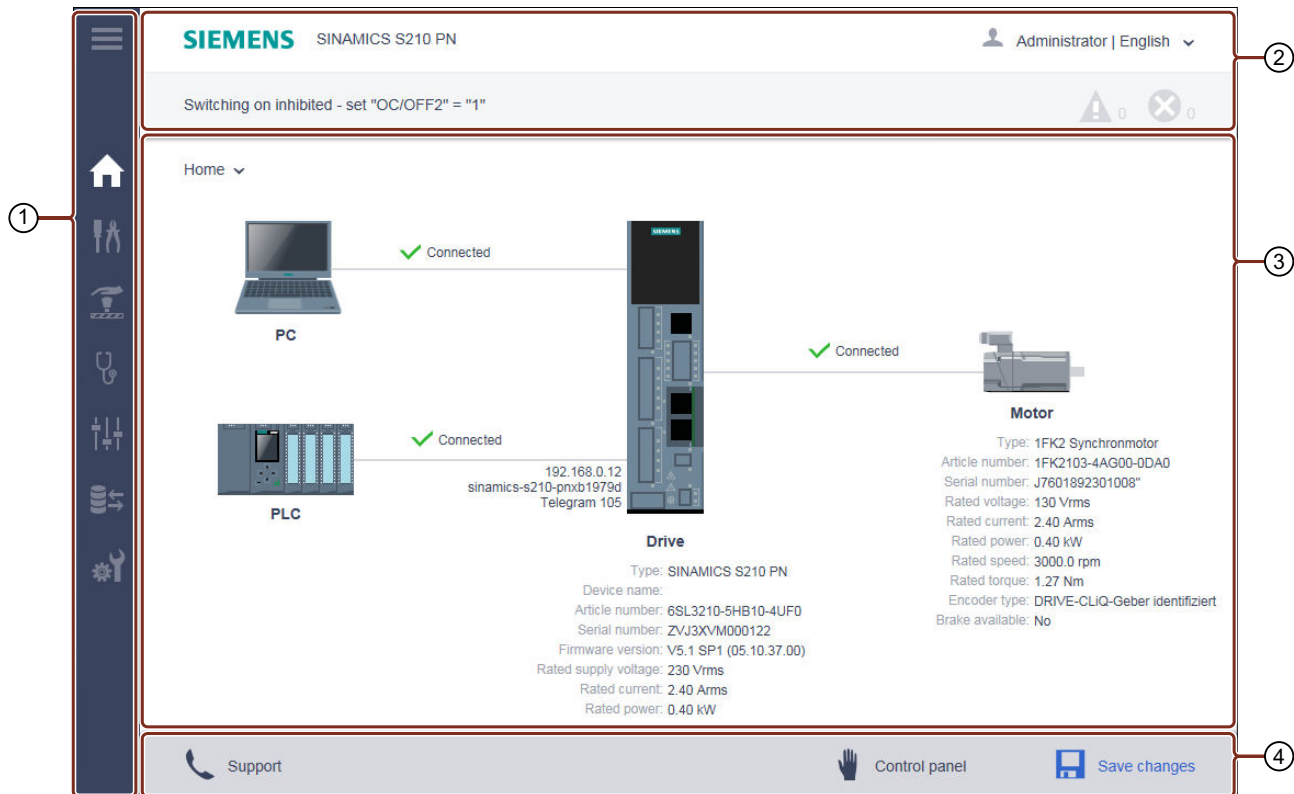 SIEMENS SINAMICS S210 PN Administrator | English
2
Switching on inhibited - set "OC/OFF2" = "1" 0 0
Home
1
SIEMENS
Connected
3
PC
Connected
Connected
Motor
Type: 1FK2 Synchronmotor
Article number: 1FK2103-4AG00-0DA0
Serial number: J7601892301008"
Rated voltage: 130 Vrms
Rated current: 2.40 Arms
Rated power: 0.40 kW
Rated speed: 3000.0 rpm
Rated torque: 1.27 Nm
Encoder type: DRIVE-CLiQ-Geber identifiziert
Brake available: No
192.168.0.12
sinamics-s210-pnxb1979d
Telegram 105
PLC
Drive
Type: SINAMICS S210 PN
Device name:
Article number: 6SL3210-5HB10-4UF0
Serial number: ZVJ3XVM000122
Firmware version: V5.1 SP1 (05.10.37.00)
Rated supply voltage: 230 Vrms
Rated current: 2.40 Arms
Rated power: 0.40 kW
Support Control panel Save changes
4